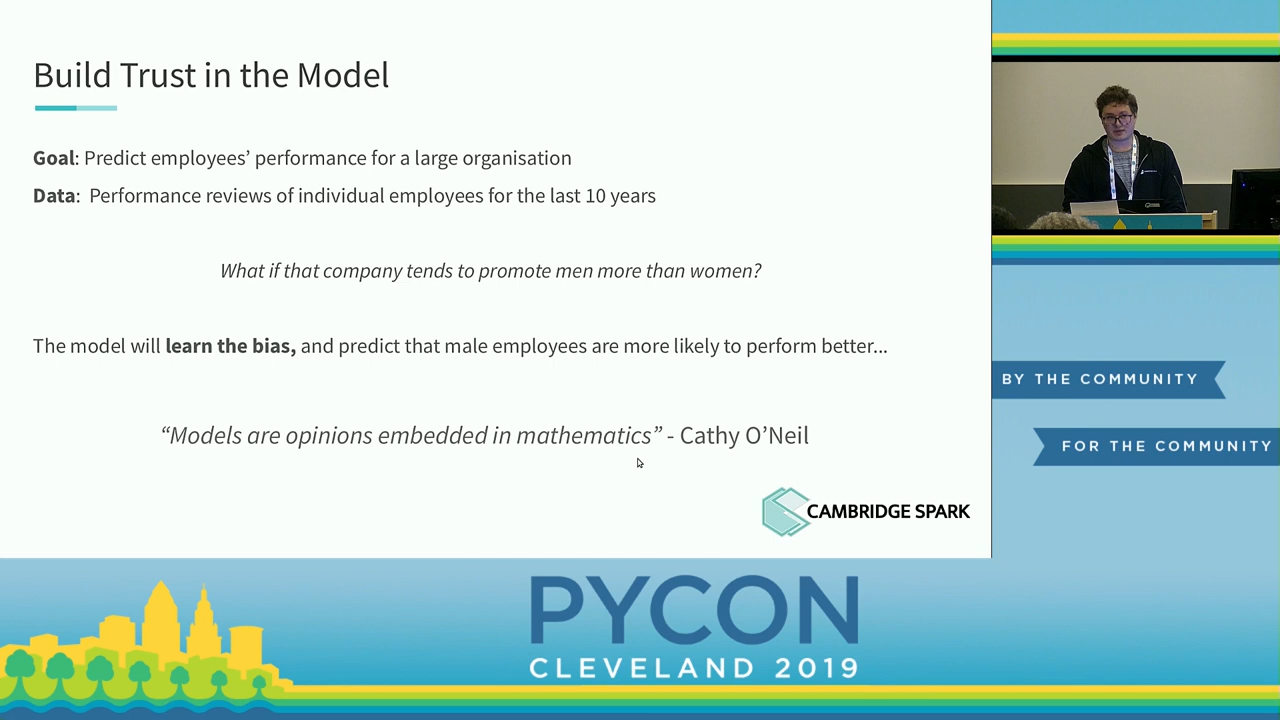 Build Trust in the Model
Goal: Predict employees’ performance for a large organisation
Data: Performance reviews of individual employees for the last 10 years
What if that company tends to promote men more than women?
The model will learn the bias, and predict that male employees are more likely to perform better...
“Models are opinions embedded in mathematics” - Cathy O’Neil
CAMBRIDGE SPARK
BY THE COMMUNITY
FOR THE COMMUNITY
PYCON
CLEVELAND 2019